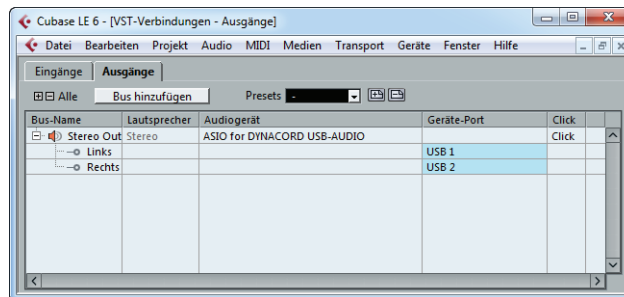 Cubase LE 6 - [VST-Verbindungen - Ausgänge]
Datei Bearbeiten Projekt Audio MIDI Medien Transport Geräte Fenster Hilfe
Eingänge Ausgänge
Alle Bus hinzufügen Presets -
Bus-Name Lautsprecher Audiogerät Geräte-Port Click
Stereo Out Stereo ASIO for DYNACORD USB-AUDIO Click
Links USB 1
Rechts USB 2